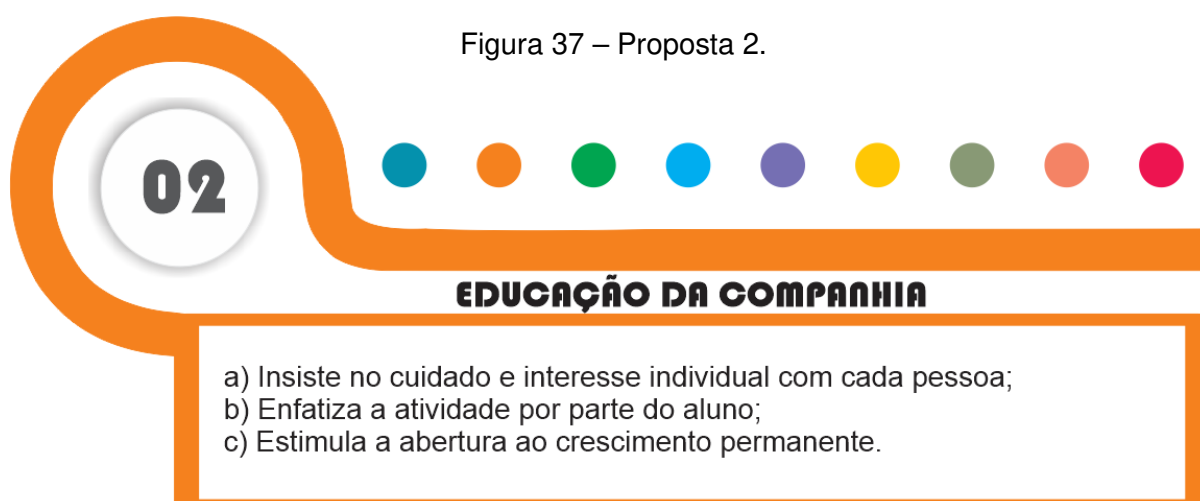 Figura 37 – Proposta 2.
02
EDUCAÇÃO DA COMPANHIA
a) Insiste no cuidado e interesse individual com cada pessoa;
b) Enfatiza a atividade por parte do aluno;
c) Estimula a abertura ao crescimento permanente.